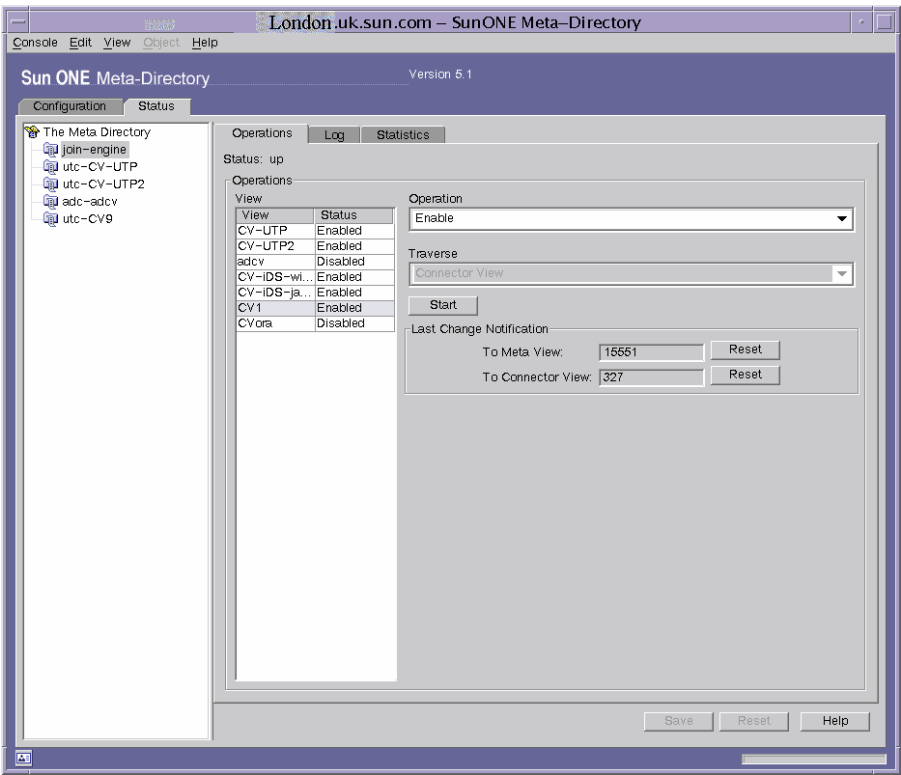 London.uk.sun.com – SunONE Meta–Directory
Console Edit View Object Help
Sun ONE Meta-Directory
Version 5.1
Configuration Status
The Meta Directory
join–engine
utc–CV–UTP
utc–CV–UTP2
adc–adcv
utc–CV9
Operations Log Statistics
Status: up
Operations
View
View Status
CV–UTP Enabled
CV–UTP2 Enabled
adcv Disabled
CV–iDS–wi... Enabled
CV–iDS–ja... Enabled
CV1 Enabled
CVora Disabled
Operation
Enable
Traverse
Connector View
Start
Last Change Notification
To Meta View: 15551 Reset
To Connector View: 327 Reset
Save Reset Help